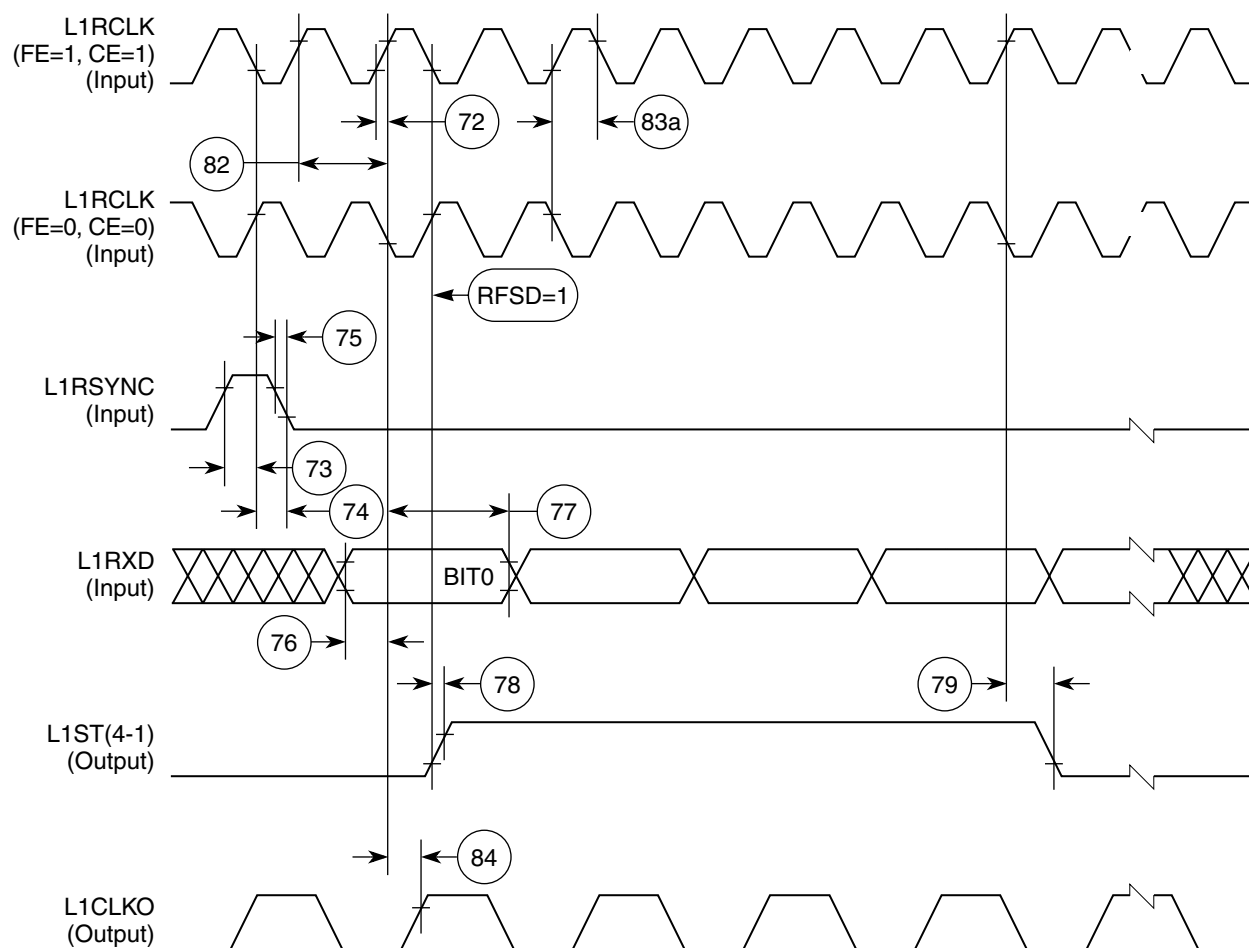 L1RCLK
(FE=1, CE=1)
(Input)
72
83a
82
L1RCLK
(FE=0, CE=0)
(Input)
RFSD=1
75
L1RSYNC
(Input)
73
74
77
L1RXD
(Input)
BIT0
76
78
79
L1ST(4-1)
(Output)
84
L1CLKO
(Output)